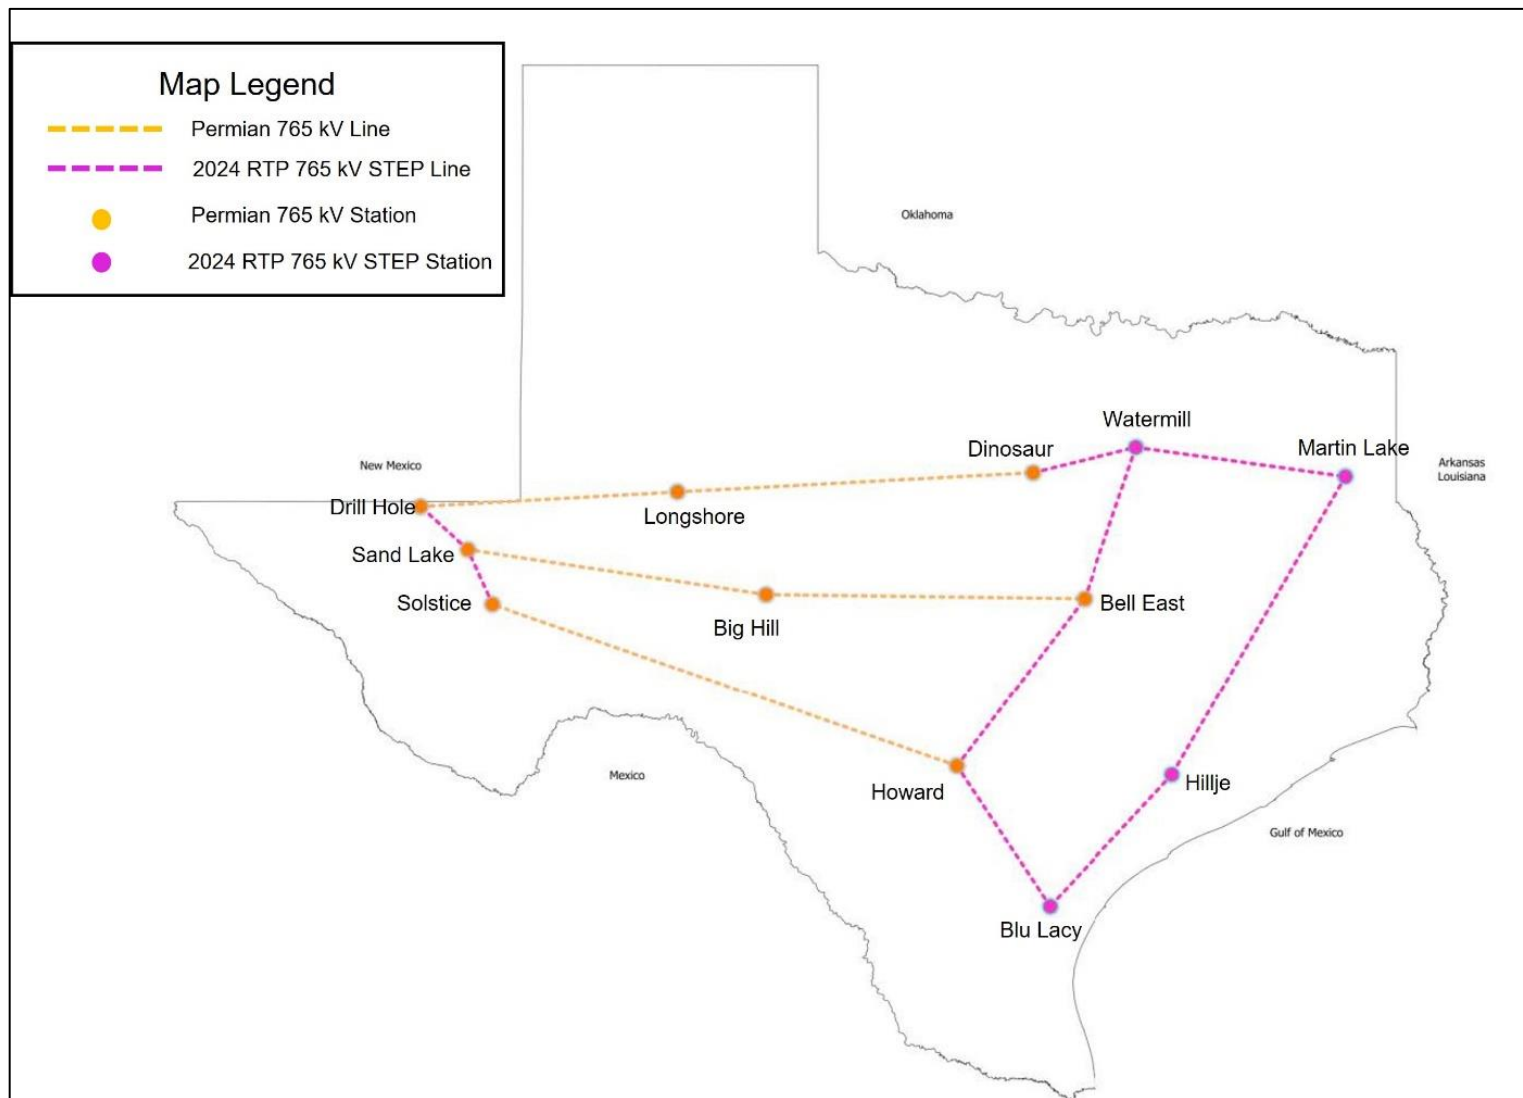 Map Legend
Permian 765 kV Line
2024 RTP 765 kV STEP Line
Permian 765 kV Station
2024 RTP 765 kV STEP Station
Oklahoma
Watermill
Dinosaur
Martin Lake
New Mexico
Arkansas
Louisiana
Drill Hole
Longshore
Sand Lake
Solstice
Bell East
Big Hill
Mexico
Howard
Hillje
Gulf of Mexico
Blu Lacy